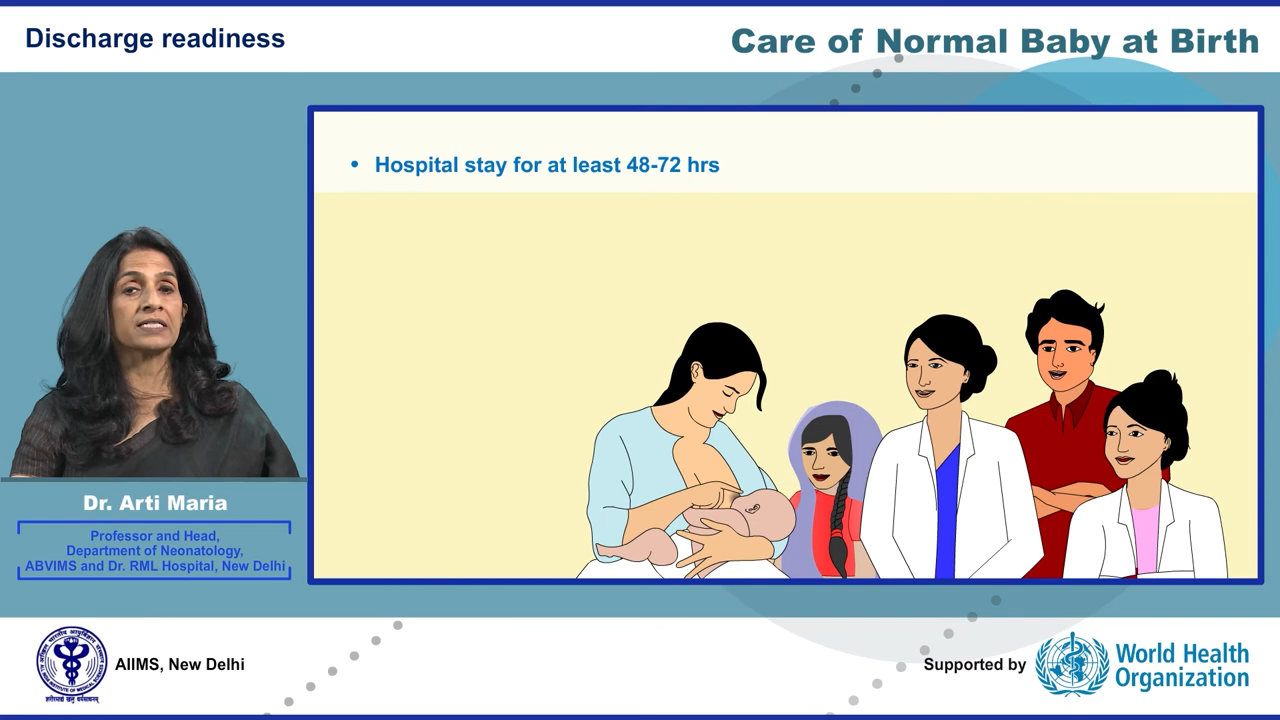 Discharge readiness
Care of Normal Baby at Birth
• Hospital stay for at least 48-72 hrs
Dr. Arti Maria
Professor and Head,
Department of Neonatology,
ABVIMS and Dr. RML Hospital, New Delhi
AIIMS, New Delhi
Supported by
World Health
Organization